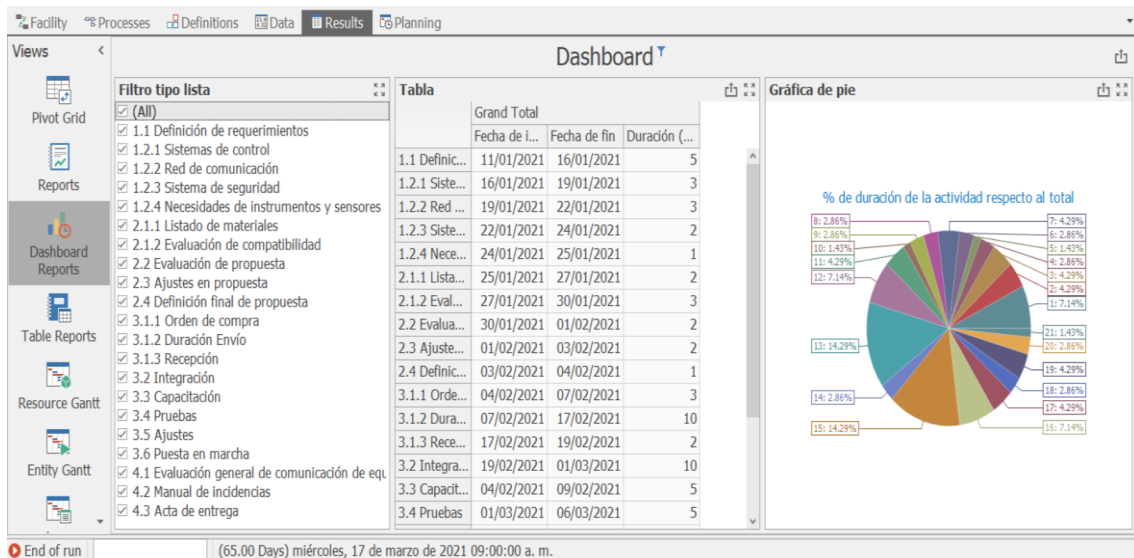 Facility Processes Definitions Data Results Planning
Views
Dashboard
Pivot Grid
Reports
Dashboard
Reports
Table Reports
Resource Gantt
Entity Gantt
Filtro tipo lista
(All)
1.1 Definición de requerimientos
1.2.1 Sistemas de control
1.2.2 Red de comunicación
1.2.3 Sistema de seguridad
1.2.4 Necesidades de instrumentos y sensores
2.1.1 Listado de materiales
2.1.2 Evaluación de compatibilidad
2.2 Evaluación de propuesta
2.3 Ajustes en propuesta
2.4 Definición final de propuesta
3.1.1 Orden de compra
3.1.2 Duración Envío
3.1.3 Recepción
3.2 Integración
3.3 Capacitación
3.4 Pruebas
3.5 Ajustes
3.6 Puesta en marcha
4.1 Evaluación general de comunicación de equ
4.2 Manual de incidencias
4.3 Acta de entrega
Tabla
Grand Total
Fecha de i... Fecha de fin Duración (...
1.1 Definic... 11/01/2021 16/01/2021 5
1.2.1 Siste... 16/01/2021 19/01/2021 3
1.2.2 Red ... 19/01/2021 22/01/2021 3
1.2.3 Siste... 22/01/2021 24/01/2021 2
1.2.4 Nece... 24/01/2021 25/01/2021 1
2.1.1 Lista... 25/01/2021 27/01/2021 2
2.1.2 Eval... 27/01/2021 30/01/2021 3
2.2 Evalua... 30/01/2021 01/02/2021 2
2.3 Ajuste... 01/02/2021 03/02/2021 2
2.4 Definic... 03/02/2021 04/02/2021 1
3.1.1 Orde... 04/02/2021 07/02/2021 3
3.1.2 Dura... 07/02/2021 17/02/2021 10
3.1.3 Rece... 17/02/2021 19/02/2021 2
3.2 Integra... 19/02/2021 01/03/2021 10
3.3 Capacit... 04/02/2021 09/02/2021 5
3.4 Pruebas 01/03/2021 06/03/2021 5
Gráfica de pie
% de duración de la actividad respecto al total
8: 2.86%
9: 2.86%
10: 1.43%
11: 4.29%
12: 7.14%
13: 14.29%
14: 2.86%
15: 14.29%
7: 4.29%
6: 2.86%
5: 1.43%
4: 2.86%
3: 4.29%
2: 4.29%
1: 7.14%
21: 1.43%
20: 2.86%
19: 4.29%
18: 2.86%
17: 4.29%
16: 7.14%
End of run (65.00 Days) miércoles, 17 de marzo de 2021 09:00:00 a. m.